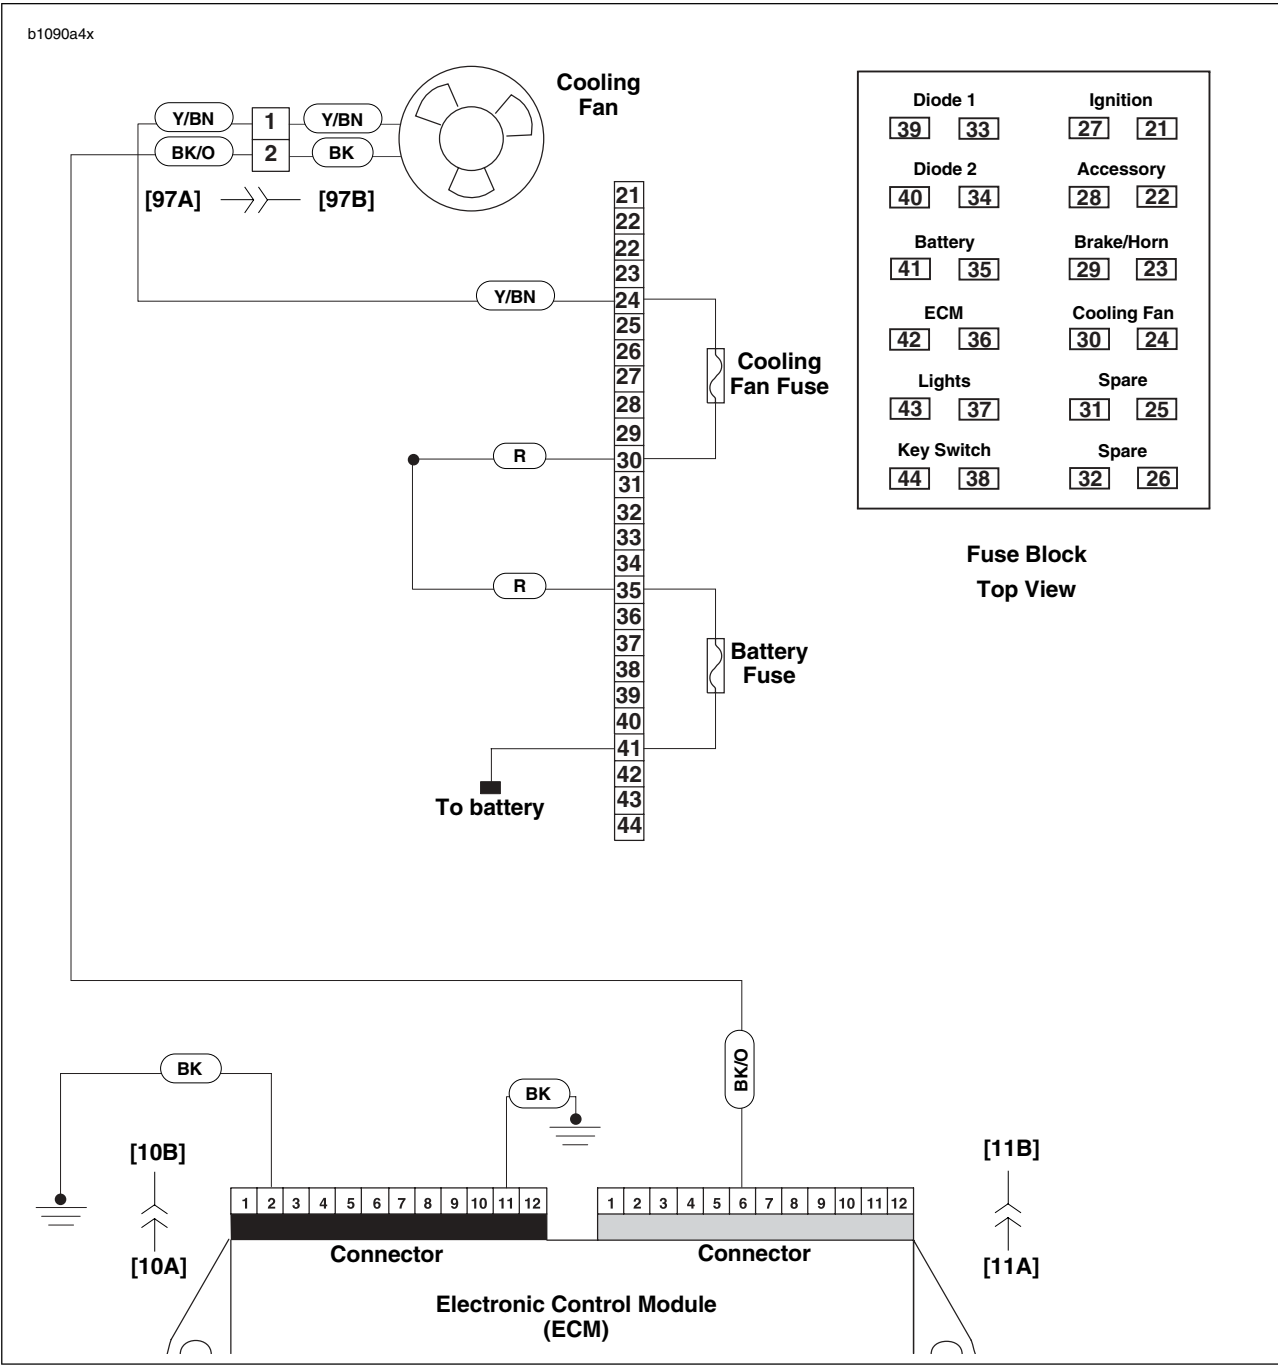 b1090a4x
Cooling
Fan
Y/BN 1 Y/BN
BK/O 2 BK
[97A] [97B]
21
22
22
23
Y/BN 24
25
26
27
28
29
R 30
31
32
33
34
R 35
36
37
38
39
40
41
42
43
44
Cooling
Fan Fuse
Battery
Fuse
To battery
Diode 1 Ignition
39 33 27 21
Diode 2 Accessory
40 34 28 22
Battery Brake/Horn
41 35 29 23
ECM Cooling Fan
42 36 30 24
Lights Spare
43 37 31 25
Key Switch Spare
44 38 32 26
Fuse Block
Top View
BK
BK
BK/O
[10B]
[10A]
[11B]
[11A]
1 2 3 4 5 6 7 8 9 10 11 12
1 2 3 4 5 6 7 8 9 10 11 12
Connector
Connector
Electronic Control Module
(ECM)